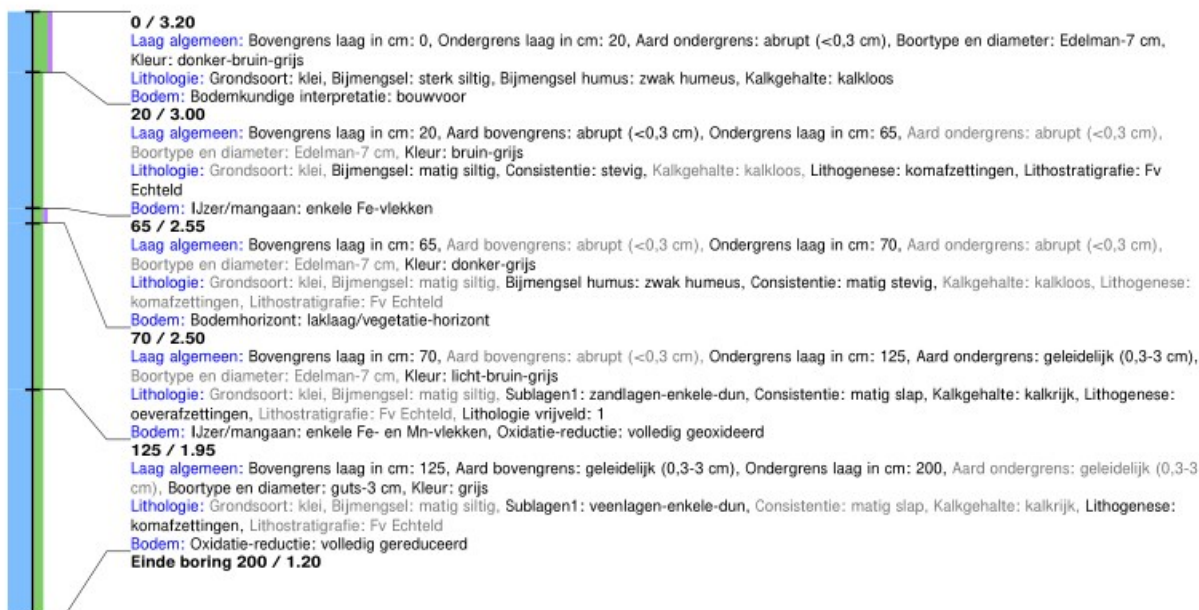 0 / 3.20
Laag algemeen: Bovengrens laag in cm: 0, Ondergrens laag in cm: 20, Aard ondergrens: abrupt (<0,3 cm), Boortype en diameter: Edelman-7 cm,
Kleur: donker-bruin-grijs
Lithologie: Grondsoort: klei, Bijmengsel: sterk siltig, Bijmengsel humus: zwak humeus, Kalkgehalte: kalkloos
Bodem: Bodemkundige interpretatie: bouwvoor
20 / 3.00
Laag algemeen: Bovengrens laag in cm: 20, Aard bovengrens: abrupt (<0,3 cm), Ondergrens laag in cm: 65, Aard ondergrens: abrupt (<0,3 cm),
Boortype en diameter: Edelman-7 cm, Kleur: bruin-grijs
Lithologie: Grondsoort: klei, Bijmengsel: matig siltig, Consistentie: stevig, Kalkgehalte: kalkloos, Lithogenese: komafzettingen, Lithostratigrafie: Fv
Echteld
Bodem: IJzer/mangaan: enkele Fe-vlekken
65 / 2.55
Laag algemeen: Bovengrens laag in cm: 65, Aard bovengrens: abrupt (<0,3 cm), Ondergrens laag in cm: 70, Aard ondergrens: abrupt (<0,3 cm),
Boortype en diameter: Edelman-7 cm, Kleur: donker-grijs
Lithologie: Grondsoort: klei, Bijmengsel: matig siltig, Bijmengsel humus: zwak humeus, Consistentie: matig stevig, Kalkgehalte: kalkloos, Lithogenese:
komafzettingen, Lithostratigrafie: Fv Echteld
Bodem: Bodemhorizont: laklaag/vegetatie-horizont
70 / 2.50
Laag algemeen: Bovengrens laag in cm: 70, Aard bovengrens: abrupt (<0,3 cm), Ondergrens laag in cm: 125, Aard ondergrens: geleidelijk (0,3-3 cm),
Boortype en diameter: Edelman-7 cm, Kleur: licht-bruin-grijs
Lithologie: Grondsoort: klei, Bijmengsel: matig siltig, Sublagen1: zandlagen-enkele-dun, Consistentie: matig slap, Kalkgehalte: kalkrijk, Lithogenese:
oeverafzettingen, Lithostratigrafie: Fv Echteld, Lithologie vrijveld: 1
Bodem: IJzer/mangaan: enkele Fe- en Mn-vlekken, Oxidatie-reductie: volledig geoxideerd
125 / 1.95
Laag algemeen: Bovengrens laag in cm: 125, Aard bovengrens: geleidelijk (0,3-3 cm), Ondergrens laag in cm: 200, Aard ondergrens: geleidelijk (0,3-3
cm), Boortype en diameter: guts-3 cm, Kleur: grijs
Lithologie: Grondsoort: klei, Bijmengsel: matig siltig, Sublagen1: veenlagen-enkele-dun, Consistentie: matig slap, Kalkgehalte: kalkrijk, Lithogenese:
komafzettingen, Lithostratigrafie: Fv Echteld
Bodem: Oxidatie-reductie: volledig gereduceerd
Einde boring 200 / 1.20